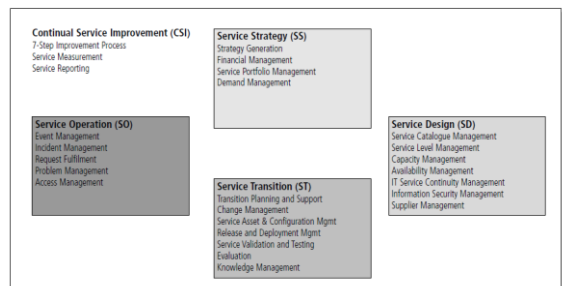 Continual Service Improvement (CSI)
7-Step Improvement Process
Service Measurement
Service Reporting
Service Strategy (SS)
Strategy Generation
Financial Management
Service Portfolio Management
Demand Management
Service Operation (SO)
Event Management
Incident Management
Request Fulfilment
Problem Management
Access Management
Service Design (SD)
Service Catalogue Management
Service Level Management
Capacity Management
Availability Management
IT Service Continuity Management
Information Security Management
Supplier Management
Service Transition (ST)
Transition Planning and Support
Change Management
Service Asset & Configuration Mgmt
Release and Deployment Mgmt
Service Validation and Testing
Evaluation
Knowledge Management